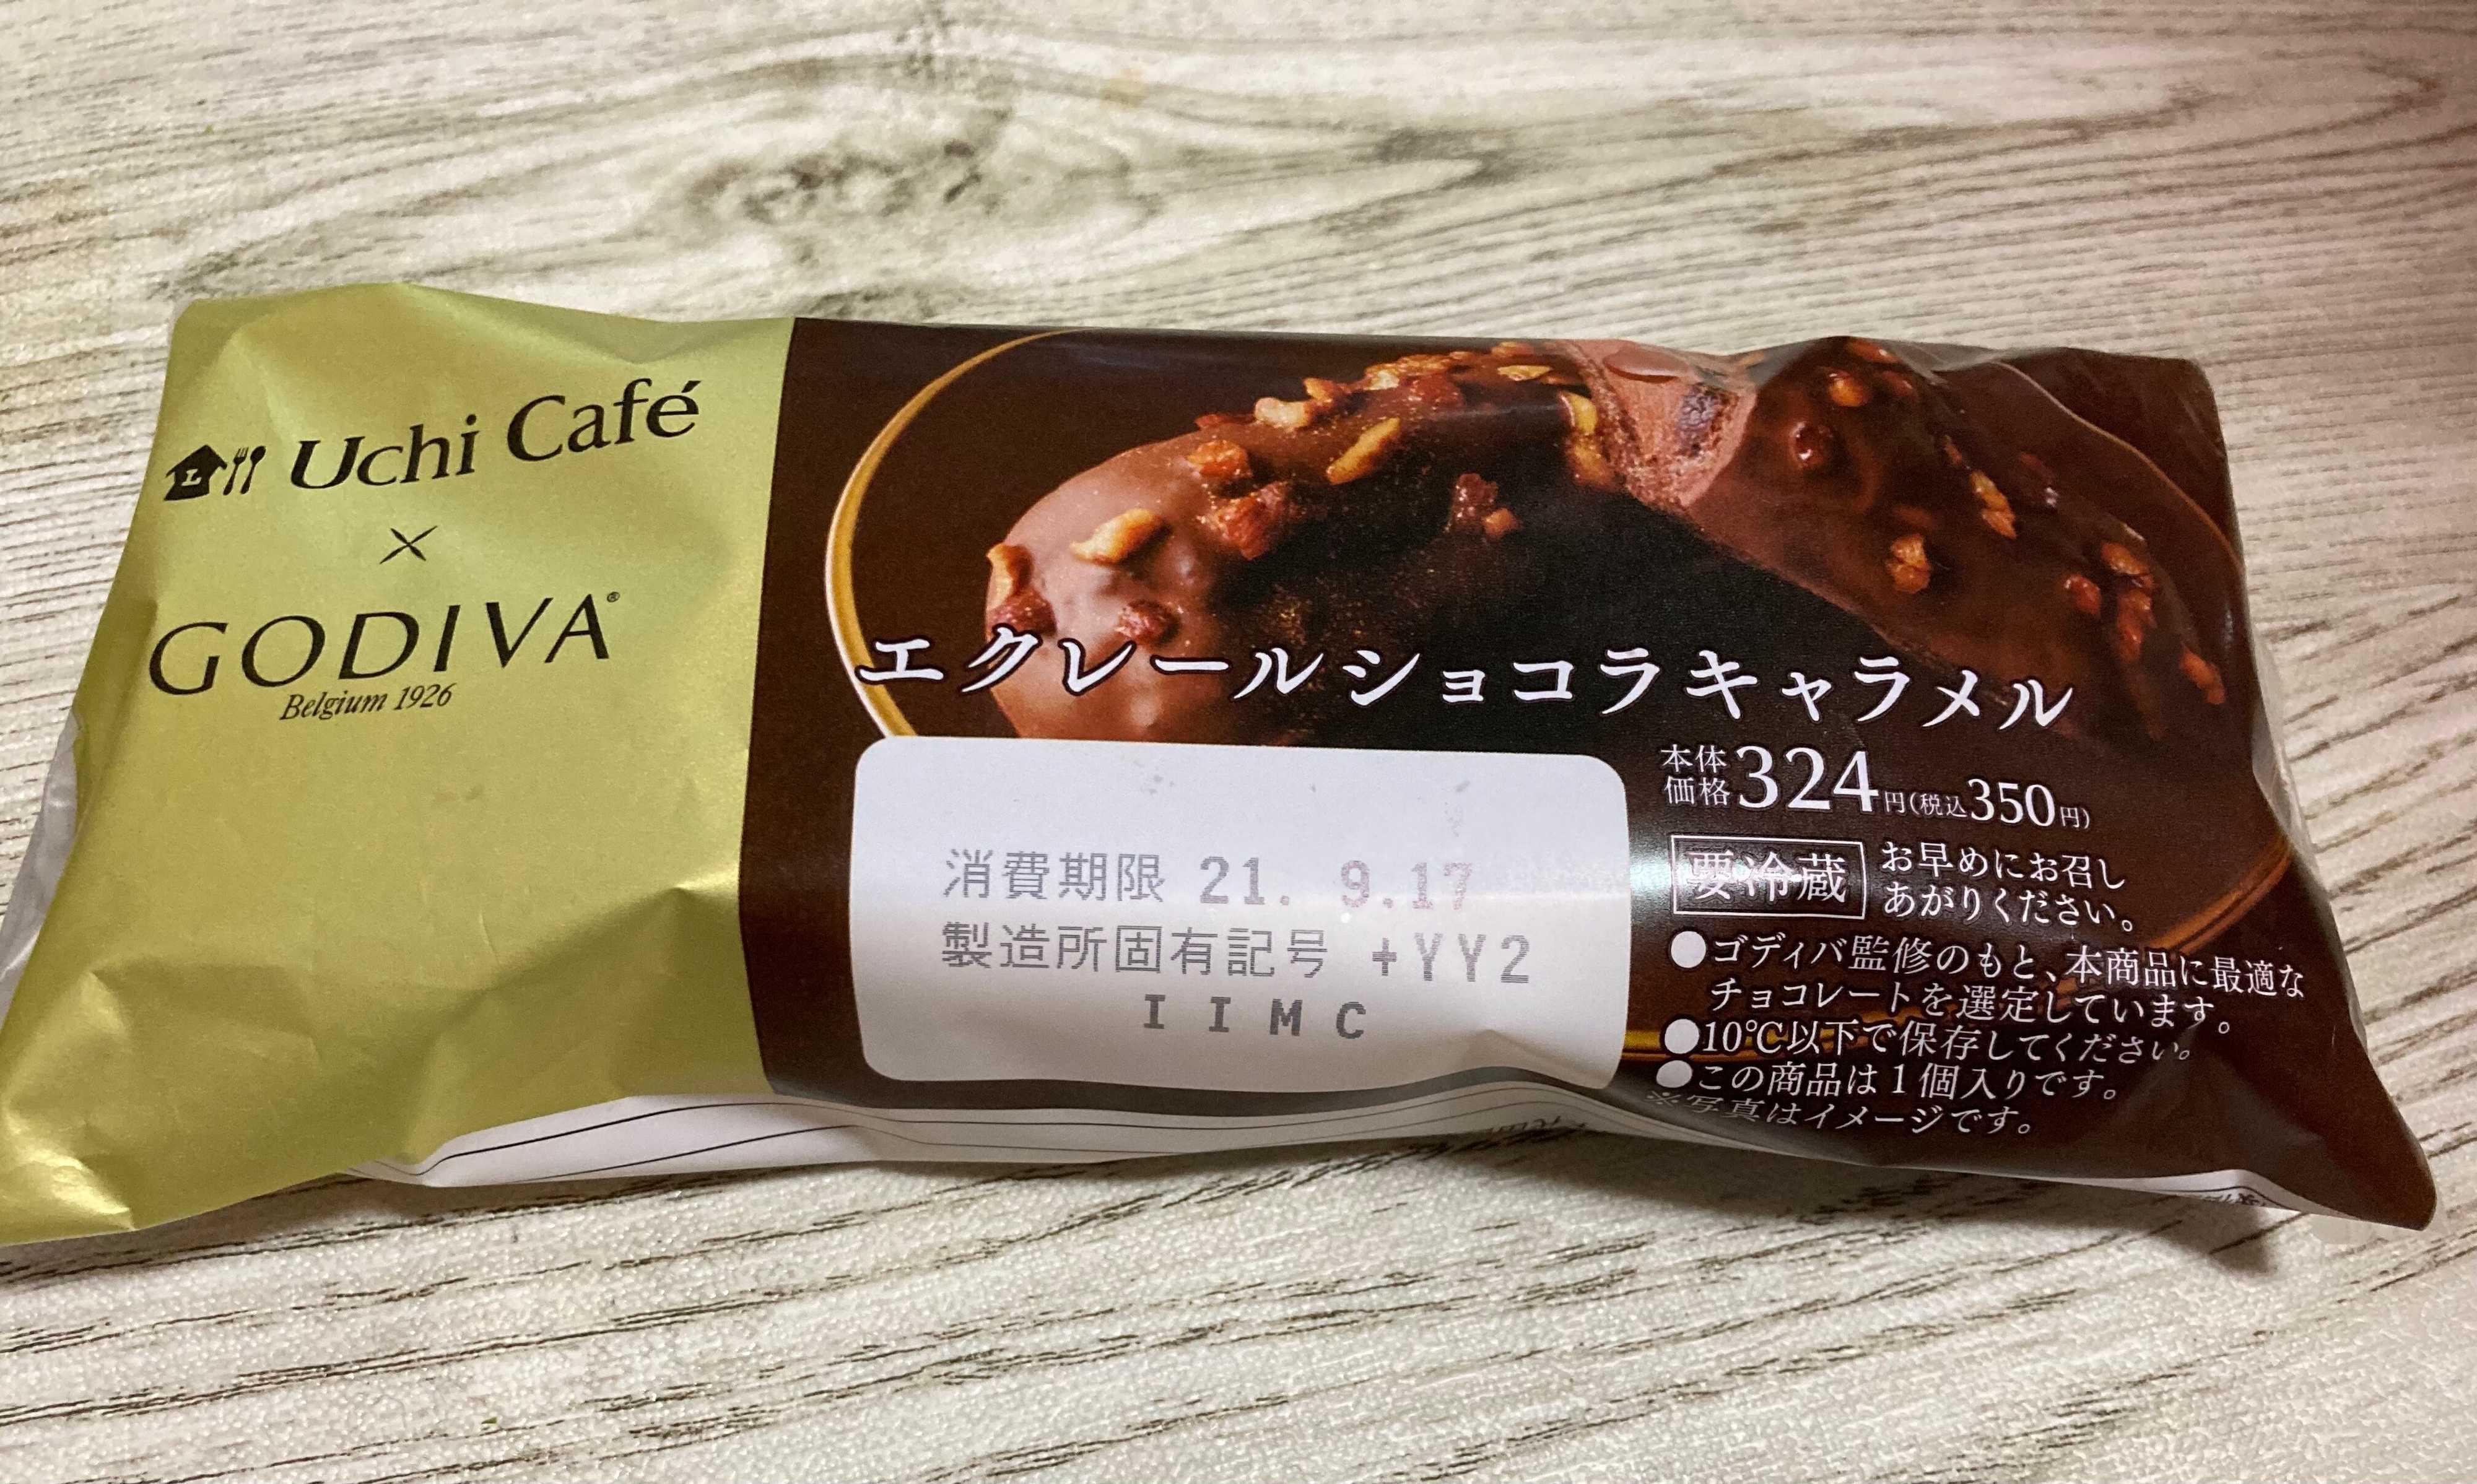 Uchi Café
×
GODIVA®
Belgium 1926
エクレールショコラキャラメル
本体価格324円(税込350円)
要冷蔵
お早めにお召し
あがりください。
●ゴディバ監修のもと、本商品に最適な
チョコレートを選定しています。
●10℃以下で保存してください。
●この商品は1個入りです。
※写真はイメージです。
消費期限 21. 9.17
製造所固有記号 +YY2
IIMC